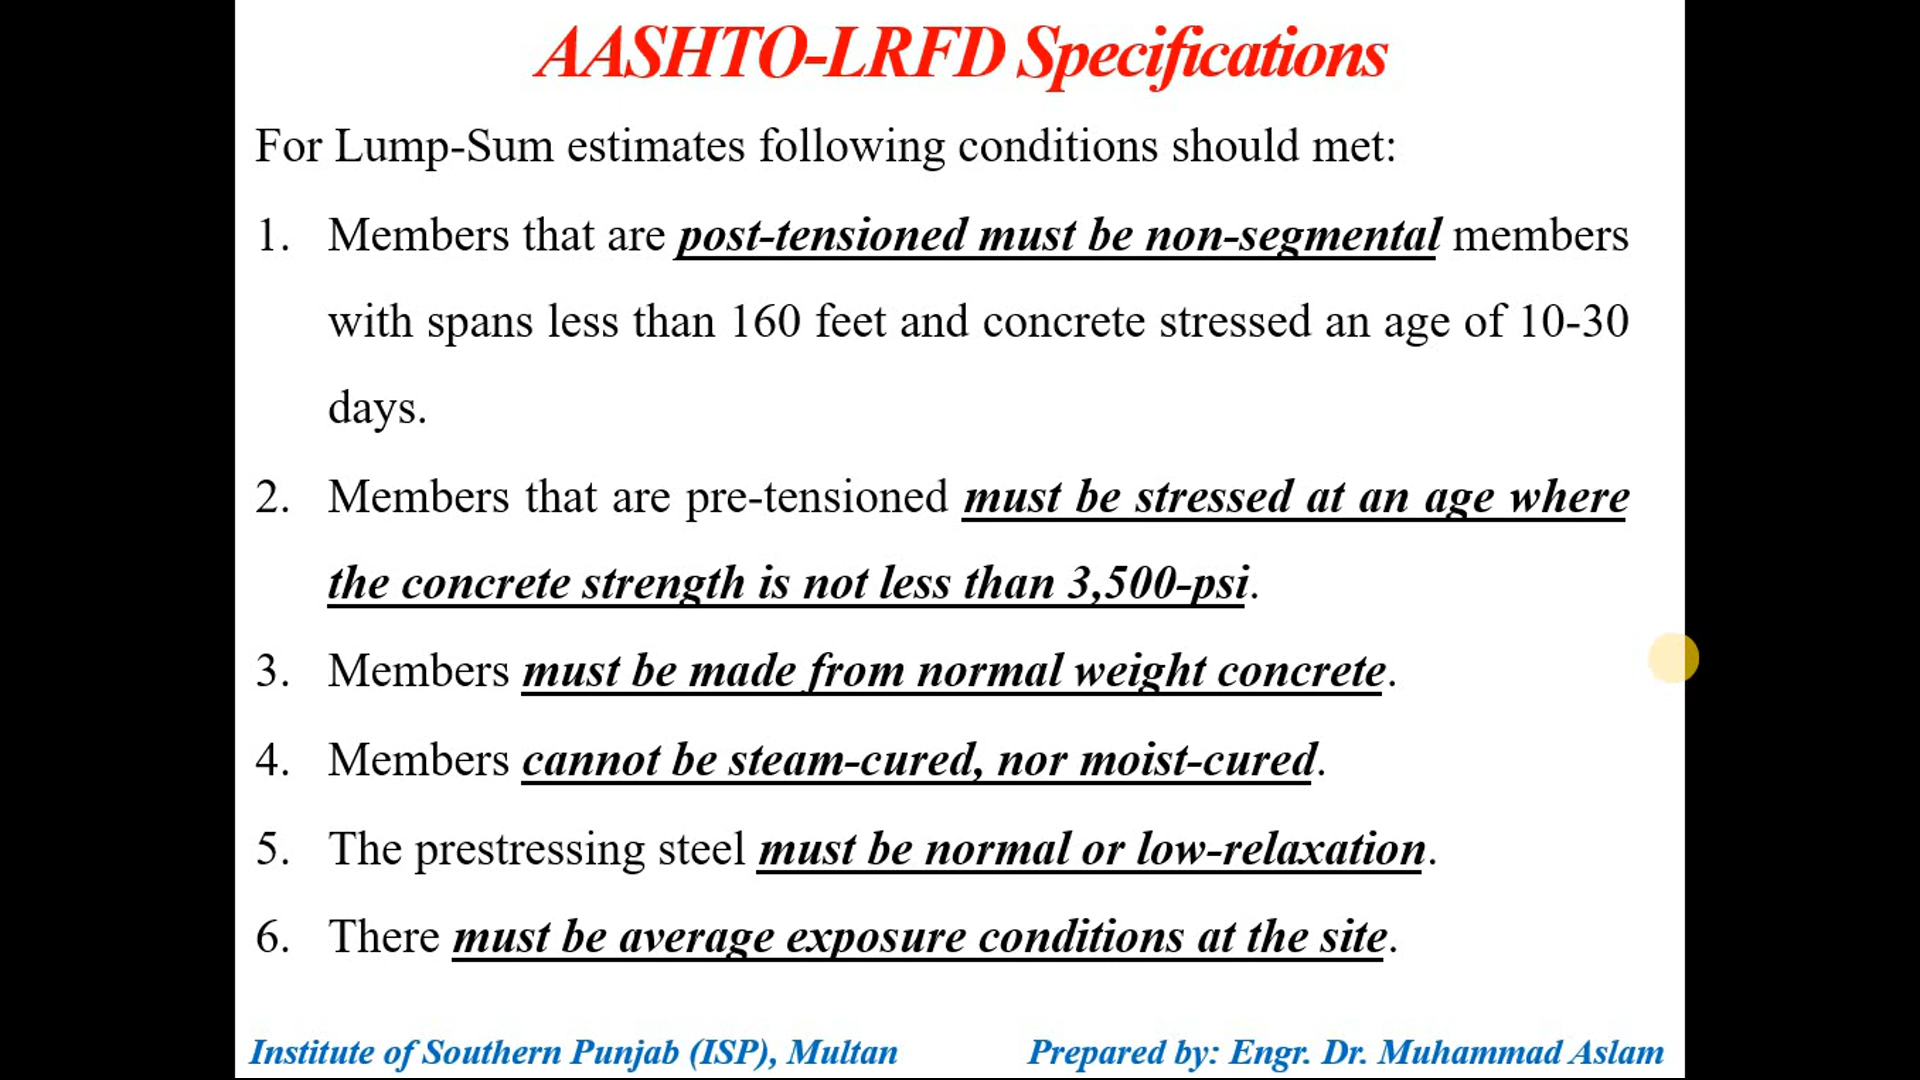 AASHTO-LRFD Specifications
For Lump-Sum estimates following conditions should met:
1. Members that are post-tensioned must be non-segmental members
with spans less than 160 feet and concrete stressed an age of 10-30
days.
2. Members that are pre-tensioned must be stressed at an age where
the concrete strength is not less than 3,500-psi.
3. Members must be made from normal weight concrete.
4. Members cannot be steam-cured, nor moist-cured.
5. The prestressing steel must be normal or low-relaxation.
6. There must be average exposure conditions at the site.
Institute of Southern Punjab (ISP), Multan Prepared by: Engr. Dr. Muhammad Aslam